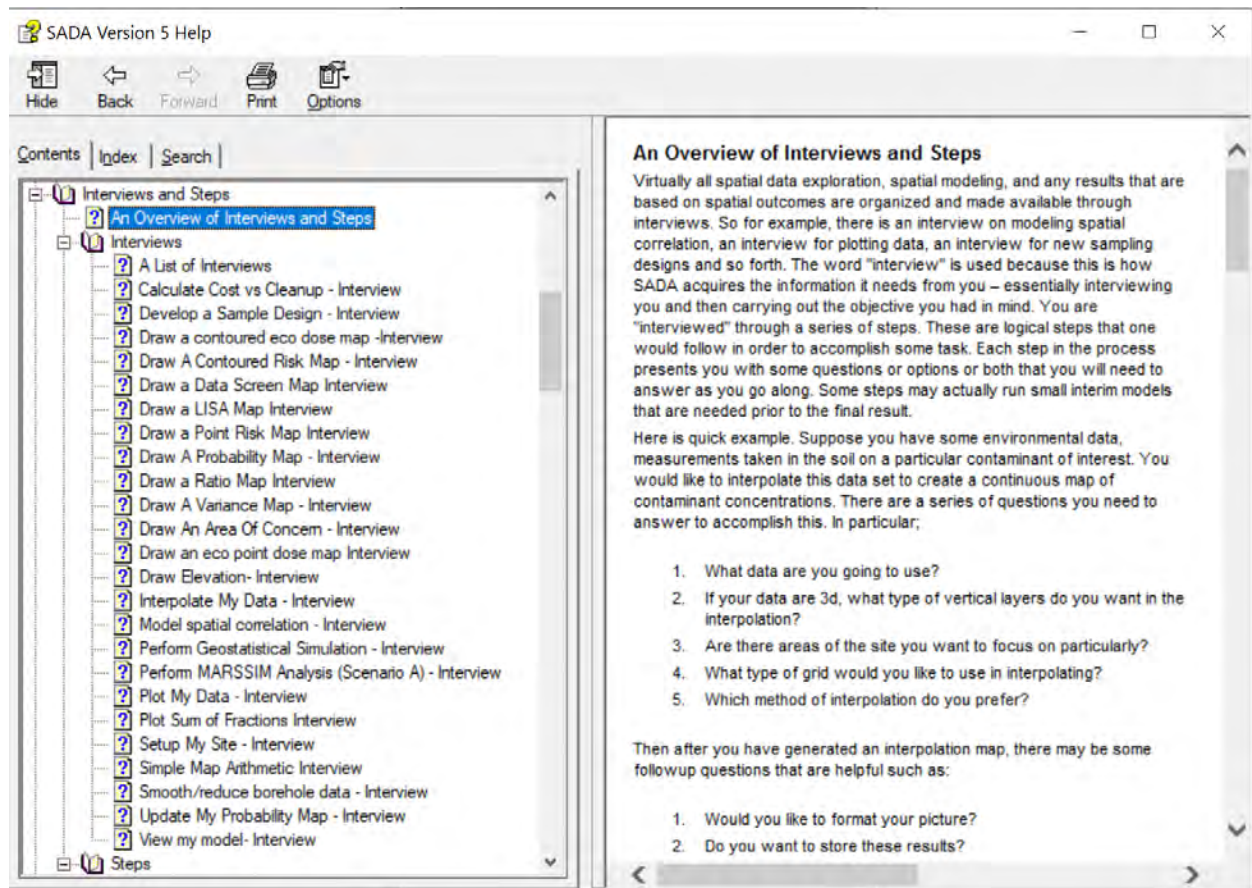 SADA Version 5 Help
Hide Back Forward Print Options
Contents Index Search
Interviews and Steps
An Overview of Interviews and Steps
Interviews
A List of Interviews
Calculate Cost vs Cleanup - Interview
Develop a Sample Design - Interview
Draw a contoured eco dose map -Interview
Draw A Contoured Risk Map - Interview
Draw a Data Screen Map Interview
Draw a LISA Map Interview
Draw a Point Risk Map Interview
Draw A Probability Map - Interview
Draw a Ratio Map Interview
Draw A Variance Map - Interview
Draw An Area Of Concern - Interview
Draw an eco point dose map Interview
Draw Elevation- Interview
Interpolate My Data - Interview
Model spatial correlation - Interview
Perform Geostatistical Simulation - Interview
Perform MARSSIM Analysis (Scenario A) - Interview
Plot My Data - Interview
Plot Sum of Fractions Interview
Setup My Site - Interview
Simple Map Arithmetic Interview
Smooth/reduce borehole data - Interview
Update My Probability Map - Interview
View my model- Interview
Steps
An Overview of Interviews and Steps
Virtually all spatial data exploration, spatial modeling, and any results that are
based on spatial outcomes are organized and made available through
interviews. So for example, there is an interview on modeling spatial
correlation, an interview for plotting data, an interview for new sampling
designs and so forth. The word "interview" is used because this is how
SADA acquires the information it needs from you – essentially interviewing
you and then carrying out the objective you had in mind. You are
"interviewed" through a series of steps. These are logical steps that one
would follow in order to accomplish some task. Each step in the process
presents you with some questions or options or both that you will need to
answer as you go along. Some steps may actually run small interim models
that are needed prior to the final result.
Here is quick example. Suppose you have some environmental data,
measurements taken in the soil on a particular contaminant of interest. You
would like to interpolate this data set to create a continuous map of
contaminant concentrations. There are a series of questions you need to
answer to accomplish this. In particular;
1. What data are you going to use?
2. If your data are 3d, what type of vertical layers do you want in the
interpolation?
3. Are there areas of the site you want to focus on particularly?
4. What type of grid would you like to use in interpolating?
5. Which method of interpolation do you prefer?
Then after you have generated an interpolation map, there may be some
followup questions that are helpful such as:
1. Would you like to format your picture?
2. Do you want to store these results?